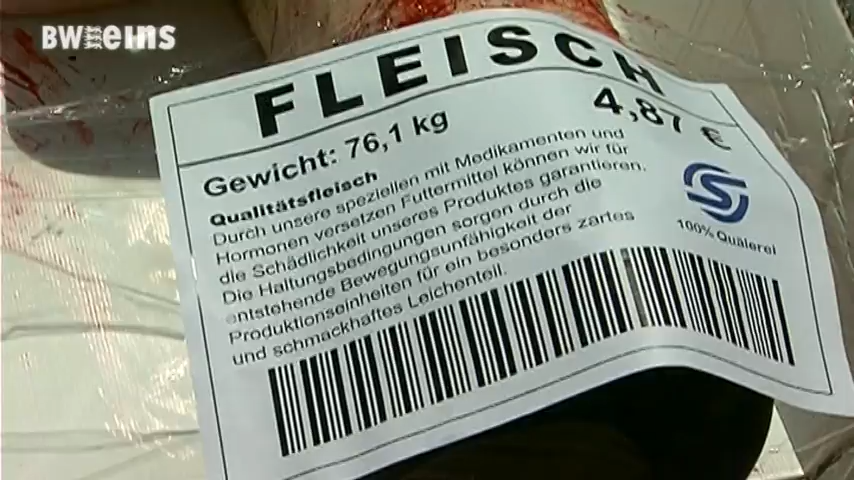 BW eins
FLEISCH
4,87 €
Gewicht: 76,1 kg
Qualitätsfleisch
Durch unsere speziellen mit Medikamenten und
Hormonen versetzen Futtermittel können wir für
die Schädlichkeit unseres Produktes garantieren.
Die Haltungsbedingungen sorgen durch die
entstehende Bewegungsunfähigkeit der
Produktionseinheiten für ein besonders zartes
und schmackhaftes Leichenteil.
100% Quälerei